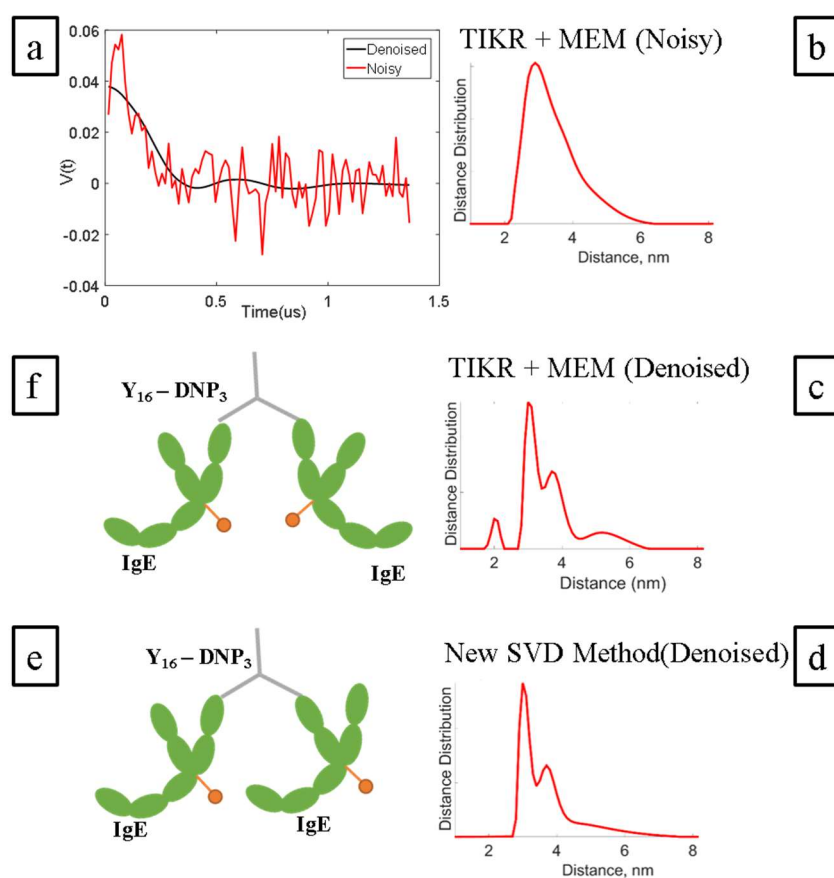 a
0.06
0.04
0.02
0
-0.02
-0.04
V(t)
0
0.5
1
1.5
Time(us)
Denoised
Noisy
TIKR + MEM (Noisy)
b
Distance Distribution
2
4
6
8
Distance, nm
f
Y₁₆ – DNP₃
IgE
IgE
TIKR + MEM (Denoised)
c
Distance Distribution
2
4
6
8
Distance (nm)
e
Y₁₆ – DNP₃
IgE
IgE
New SVD Method(Denoised)
d
Distance Distribution
2
4
6
8
Distance, nm